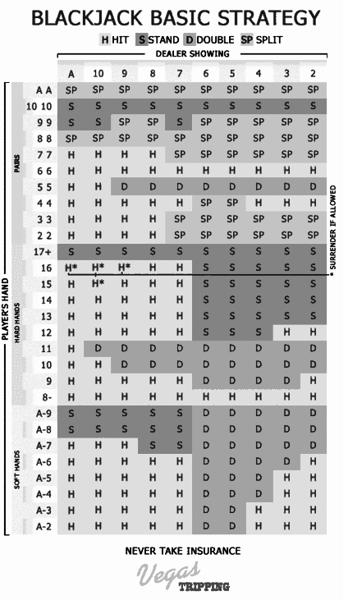 BLACKJACK BASIC STRATEGY
H HIT S STAND D DOUBLE SP SPLIT
DEALER SHOWING
A 10 9 8 7 6 5 4 3 2
PLAYER'S HAND
PAIRS
A A SP SP SP SP SP SP SP SP SP SP
10 10 S S S S S S S S S S
9 9 S S SP SP S SP SP SP SP SP
8 8 SP SP SP SP SP SP SP SP SP SP
7 7 H H H H SP SP SP SP SP SP
6 6 H H H H H H H H H H
5 5 H H D D D D D D D D
4 4 H H H H H SP SP H H H
3 3 H H H H SP SP SP SP SP SP
2 2 H H H H SP SP SP SP SP SP
HARD HANDS
17+ S S S S S S S S S S
16 H* H* H* H H S S S S S
15 H H* H H H S S S S S
14 H H H H H S S S S S
13 H H H H H S S S S S
12 H H H H H S S S H H
11 H D D D D D D D D D
10 H H D D D D D D D D
9 H H H H H D D D D H
8- H H H H H H H H H H
SOFT HANDS
A-9 S S S S S D D D D D
A-8 S S S S S D D D D D
A-7 H H H S S D D D D D
A-6 H H H H H D D D D H
A-5 H H H H H D D D H H
A-4 H H H H H D D D H H
A-3 H H H H H D D H H H
A-2 H H H H H D D H H H
* SURRENDER IF ALLOWED
NEVER TAKE INSURANCE
Vegas
TRIPPING